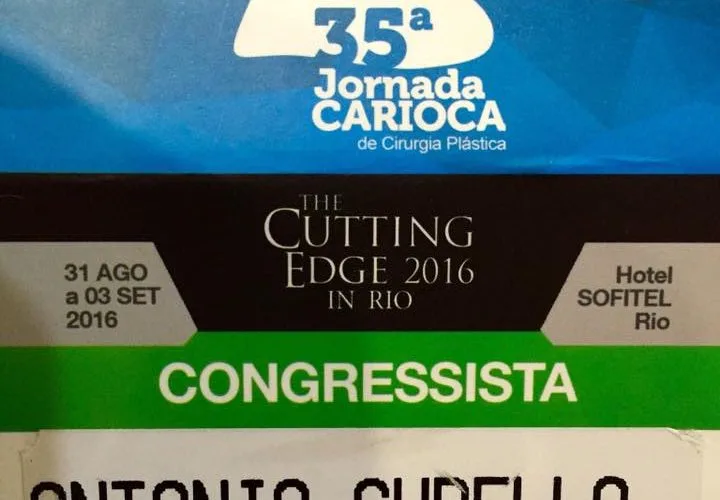 35ª
Jornada
CARIOCA
de Cirurgia Plástica
THE
CUTTING
EDGE 2016
IN RIO
31 AGO
a 03 SET
2016
Hotel
SOFITEL
Rio
CONGRESSISTA
ANTONIO